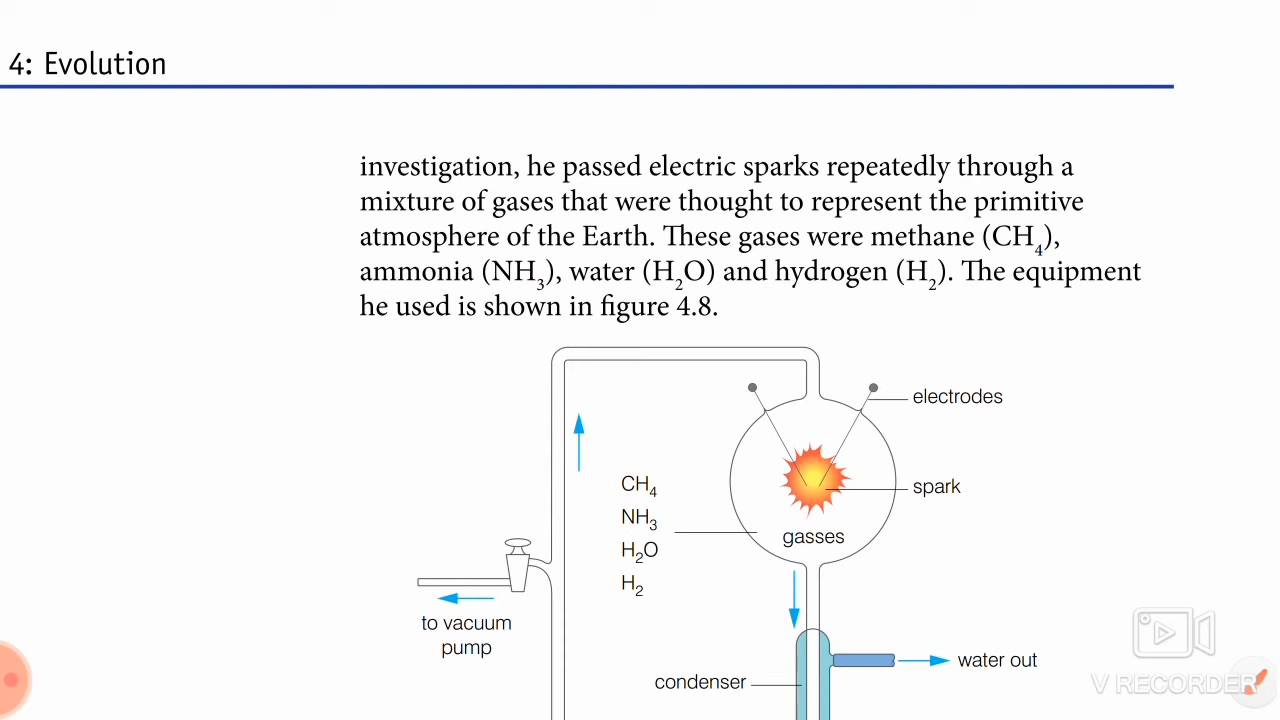 4: Evolution
investigation, he passed electric sparks repeatedly through a
mixture of gases that were thought to represent the primitive
atmosphere of the Earth. These gases were methane (CH₄),
ammonia (NH₃), water (H₂O) and hydrogen (H₂). The equipment
he used is shown in figure 4.8.
electrodes
CH₄
NH₃
H₂O
H₂
spark
gasses
to vacuum
pump
water out
condenser
V RECORDER